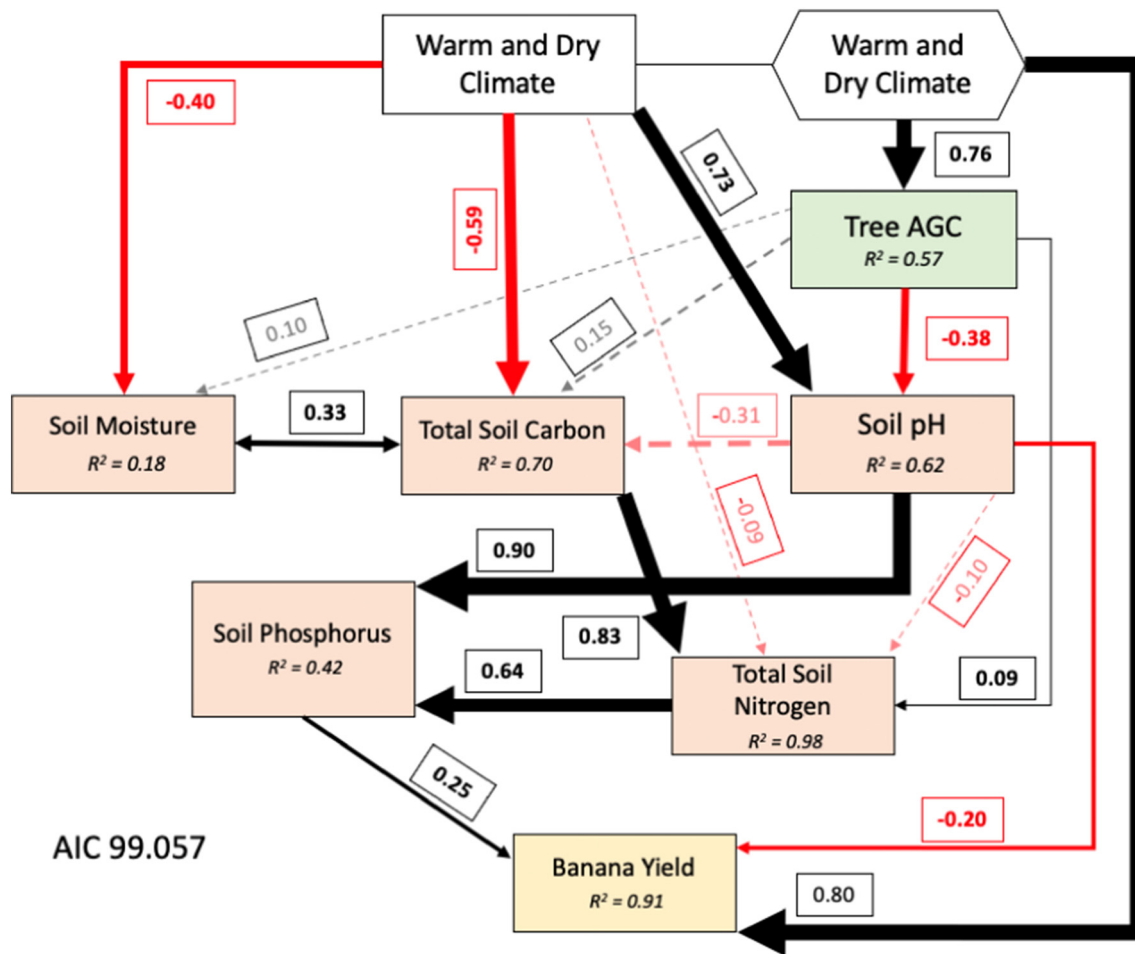 Warm and Dry
Climate
Warm and
Dry Climate
-0.40
-0.59
0.73
0.76
Tree AGC
R² = 0.57
0.10
0.15
-0.38
Soil Moisture
R² = 0.18
0.33
Total Soil Carbon
R² = 0.70
-0.31
Soil pH
R² = 0.62
-0.09
-0.10
0.90
Soil Phosphorus
R² = 0.42
0.83
0.64
Total Soil
Nitrogen
R² = 0.98
0.09
0.25
-0.20
AIC 99.057
Banana Yield
R² = 0.91
0.80